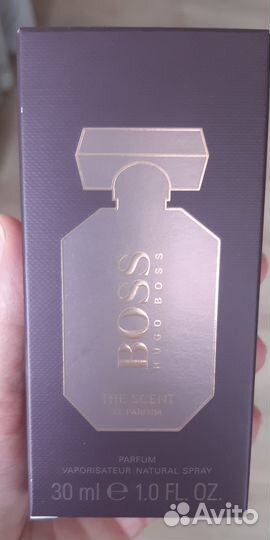 BOSS
HUGO BOSS
THE SCENT
LE PARFUM
PARFUM
VAPORISATEUR NATURAL SPRAY
30 ml ℮ 1.0 FL. OZ.
Avito